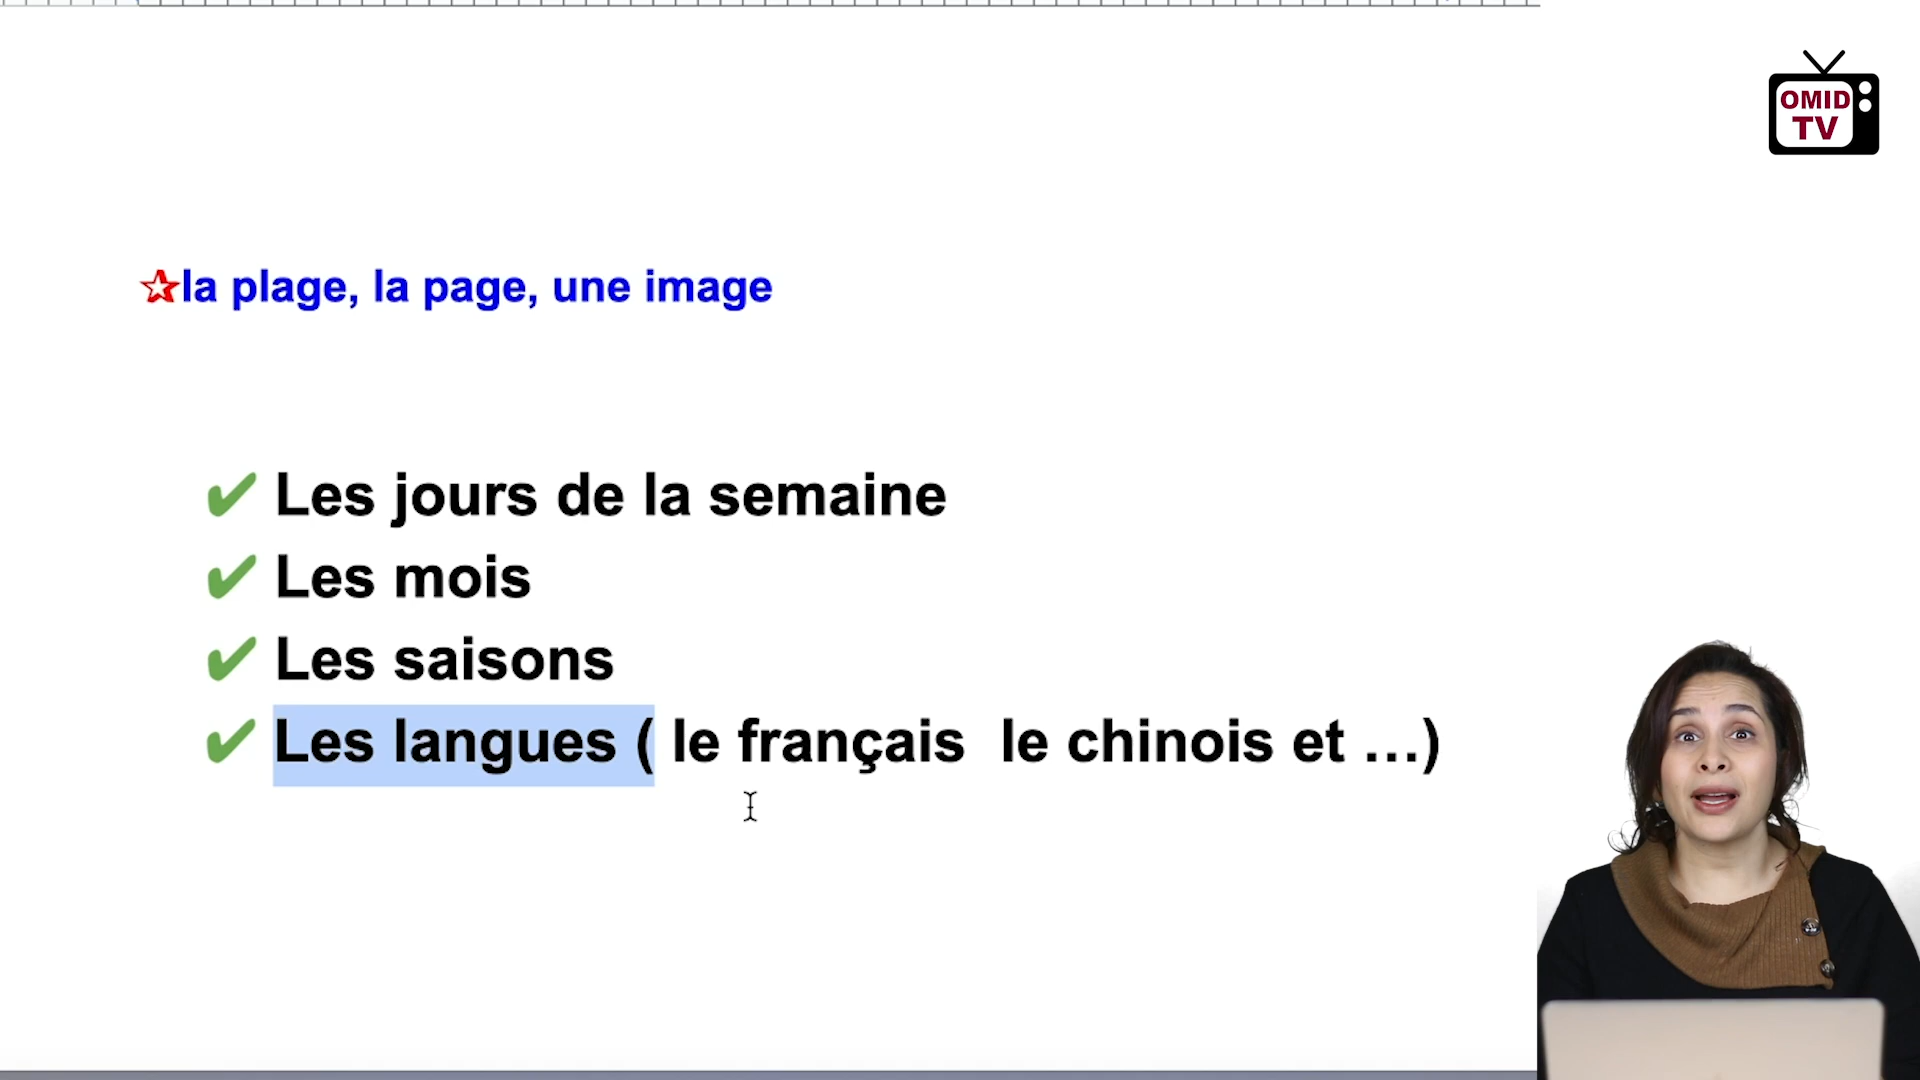 OMID
TV
☆la plage, la page, une image
✔ Les jours de la semaine
✔ Les mois
✔ Les saisons
✔ Les langues ( le français  le chinois et …)